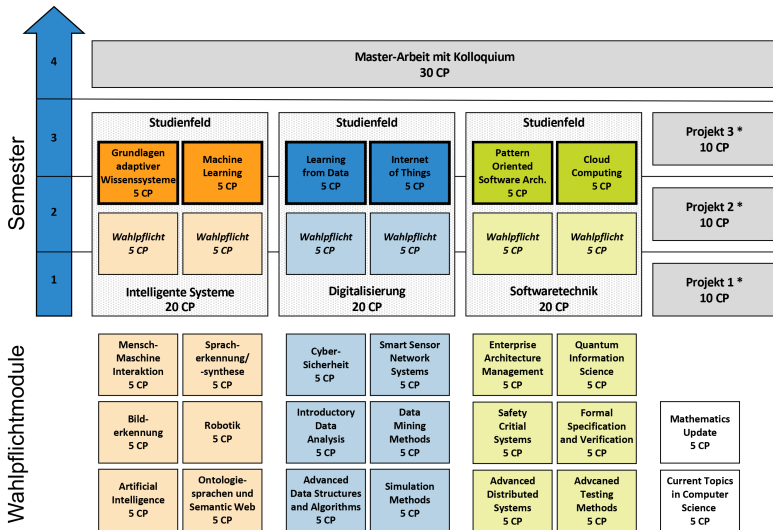 4
Master-Arbeit mit Kolloquium
30 CP
Semester
3
2
1
Studienfeld
Grundlagen
adaptiver
Wissenssysteme
5 CP
Machine
Learning
5 CP
Wahlpflicht
5 CP
Wahlpflicht
5 CP
Intelligente Systeme
20 CP
Studienfeld
Learning
from Data
5 CP
Internet
of Things
5 CP
Wahlpflicht
5 CP
Wahlpflicht
5 CP
Digitalisierung
20 CP
Studienfeld
Pattern
Oriented
Software Arch.
5 CP
Cloud
Computing
5 CP
Wahlpflicht
5 CP
Wahlpflicht
5 CP
Softwaretechnik
20 CP
Projekt 3 *
10 CP
Projekt 2 *
10 CP
Projekt 1 *
10 CP
Wahlpflichtmodule
Mensch-
Maschine
Interaktion
5 CP
Sprach-
erkennung/
-synthese
5 CP
Cyber-
Sicherheit
5 CP
Smart Sensor
Network
Systems
5 CP
Enterprise
Architecture
Management
5 CP
Quantum
Information
Science
5 CP
Bild-
erkennung
5 CP
Robotik
5 CP
Introductory
Data
Analysis
5 CP
Data
Mining
Methods
5 CP
Safety
Critial
Systems
5 CP
Formal
Specification
and Verification
5 CP
Mathematics
Update
5 CP
Artificial
Intelligence
5 CP
Ontologie-
sprachen und
Semantic Web
5 CP
Advanced
Data Structures
and Algorithms
5 CP
Simulation
Methods
5 CP
Advanced
Distributed
Systems
5 CP
Advcaned
Testing
Methods
5 CP
Current Topics
in Computer
Science
5 CP